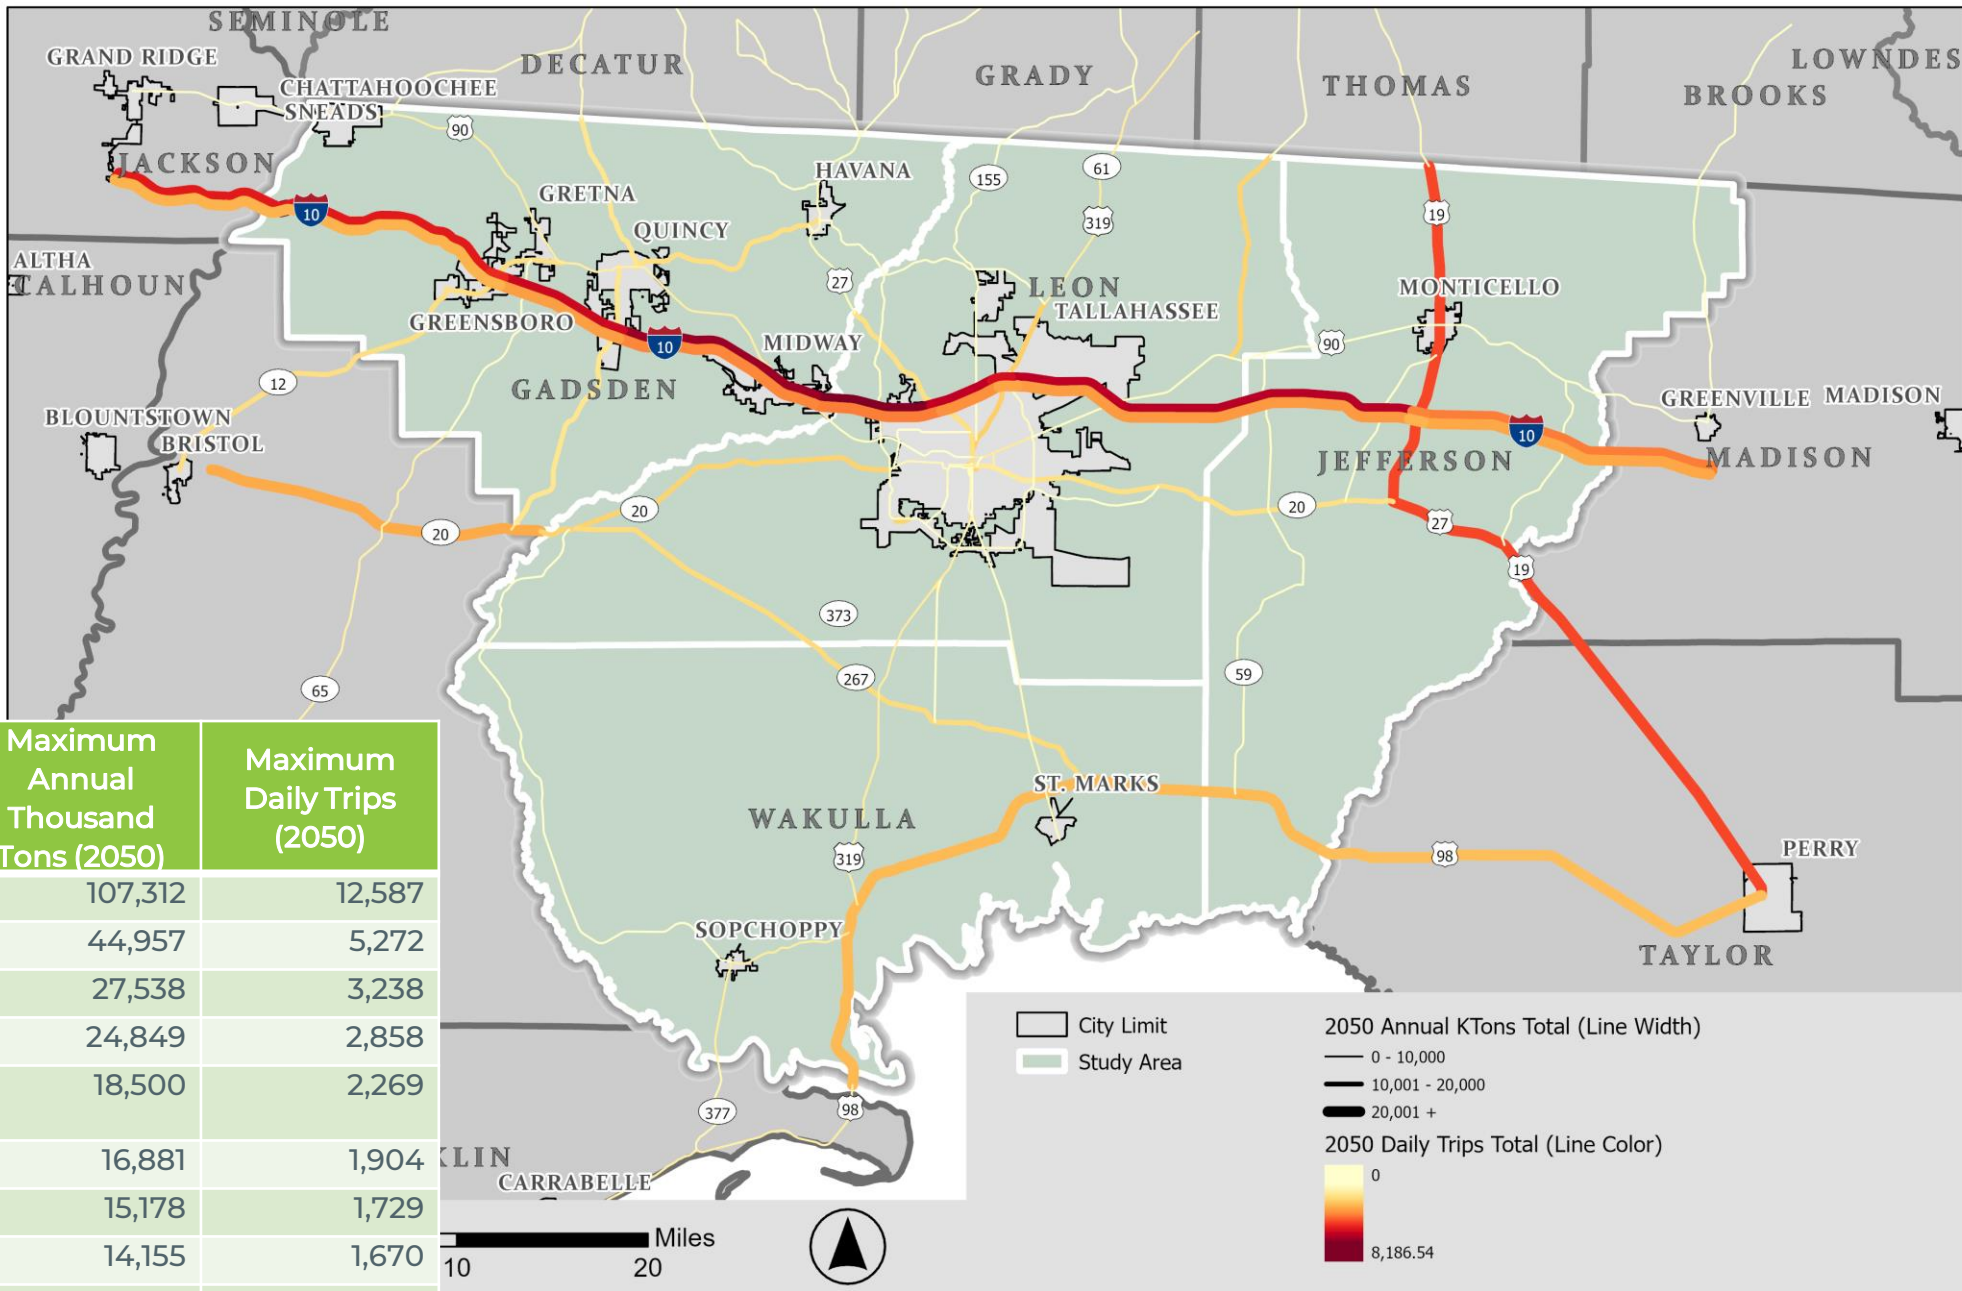 SEMINOLE
GRAND RIDGE
DECATUR
GRADY
THOMAS
LOWNDES
BROOKS
CHATTAHOOCHEE
SNEADS
90
JACKSON
HAVANA
155
61
GRETNA
10
319
19
QUINCY
ALTHA
CALHOUN
27
LEON
MONTICELLO
GREENSBORO
TALLAHASSEE
10
MIDWAY
90
12
GADSDEN
GREENVILLE
MADISON
BLOUNTSTOWN
BRISTOL
10
JEFFERSON
MADISON
20
20
20
27
19
373
267
59
65
ST. MARKS
WAKULLA
319
98
PERRY
SOPCHOPPY
TAYLOR
377
98
KLIN
CARRABELLE
Maximum
Annual
Thousand
Tons (2050)
Maximum
Daily Trips
(2050)
107,312 12,587
44,957 5,272
27,538 3,238
24,849 2,858
18,500 2,269
16,881 1,904
15,178 1,729
14,155 1,670
Miles
10 20
City Limit
Study Area
2050 Annual KTons Total (Line Width)
0 - 10,000
10,001 - 20,000
20,001 +
2050 Daily Trips Total (Line Color)
0
8,186.54